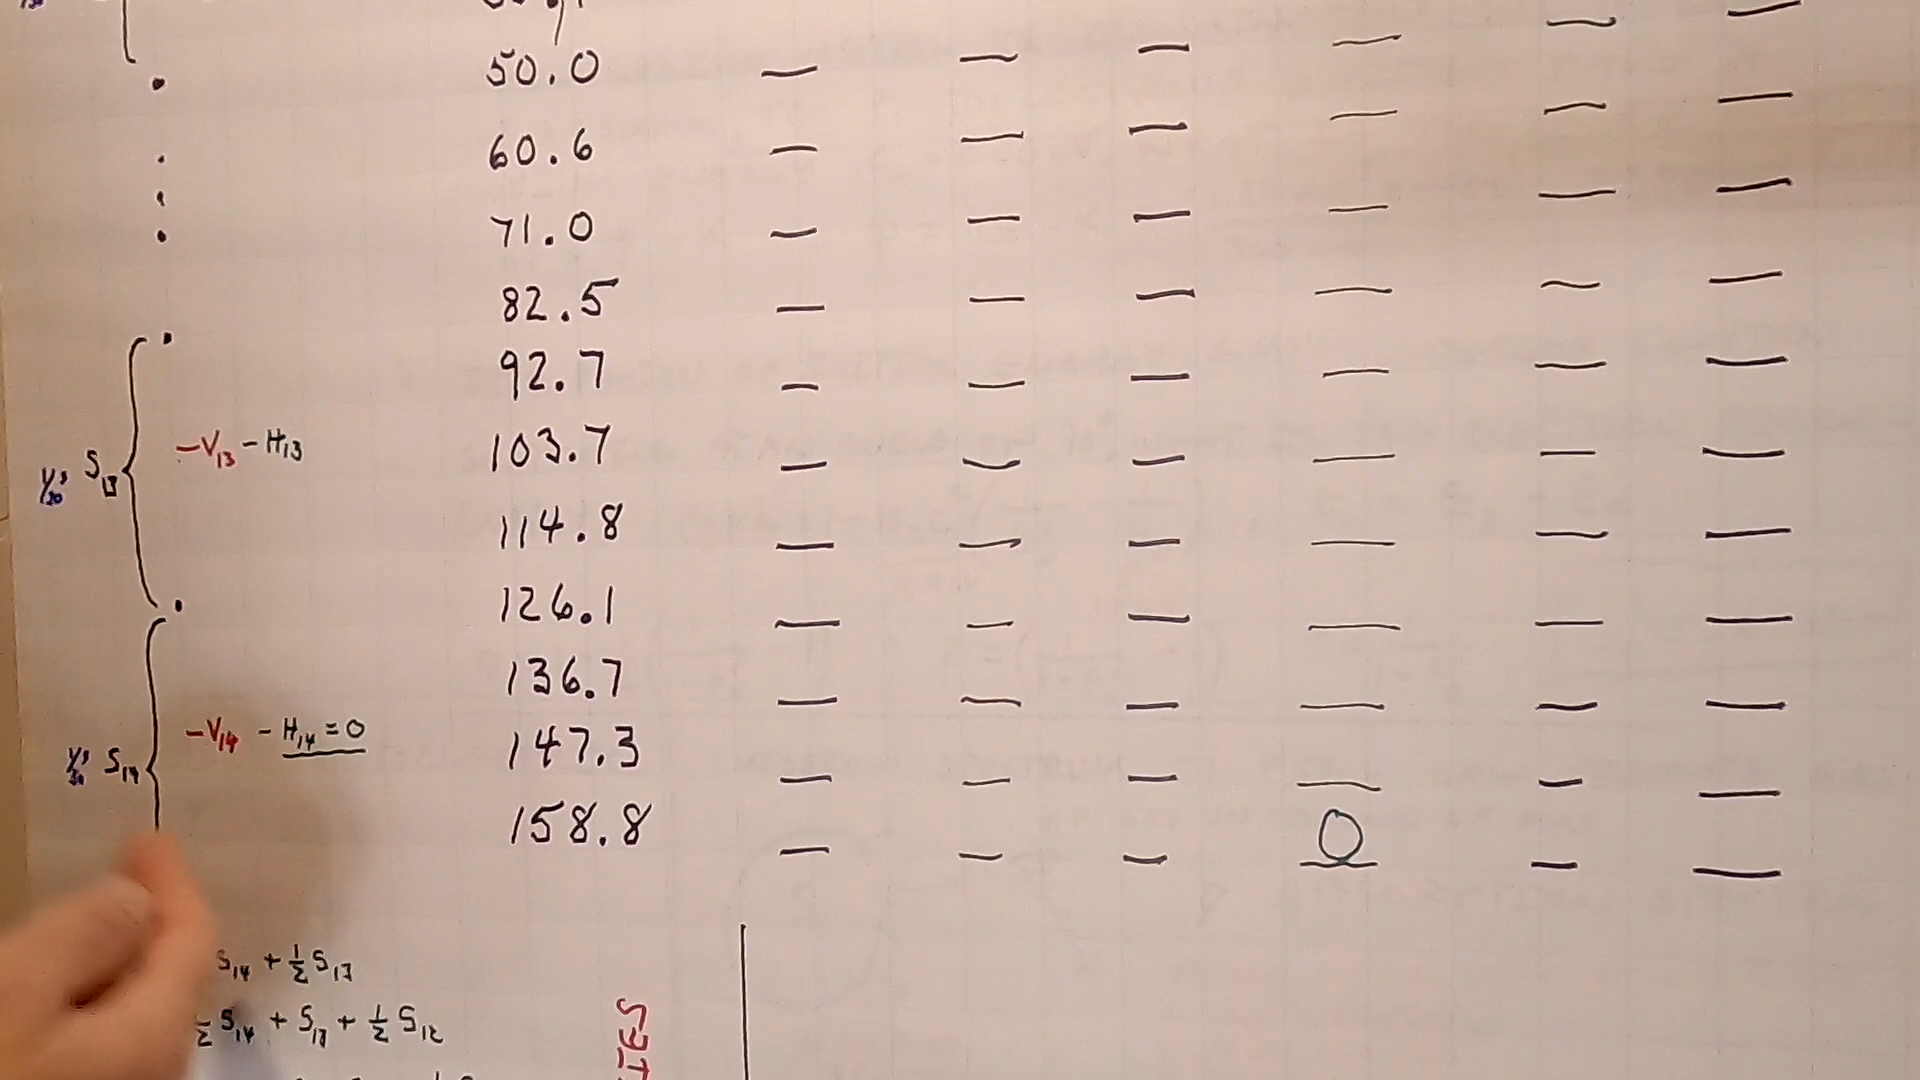 50.0 — — — — — —
60.6 — — — — — —
71.0 — — — — — —
82.5 — — — — — —
92.7 — — — — — —
S₁₃ { -V₁₃ - H₁₃ 103.7 — — — — — —
114.8 — — — — — —
126.1 — — — — — —
136.7 — — — — — —
S₁₄ { -V₁₄ - H₁₄ = 0 147.3 — — — — — —
158.8 — — — 0 — —
S₁₄ + ½ S₁₃
S₁₄ + S₁₃ + ½ S₁₂